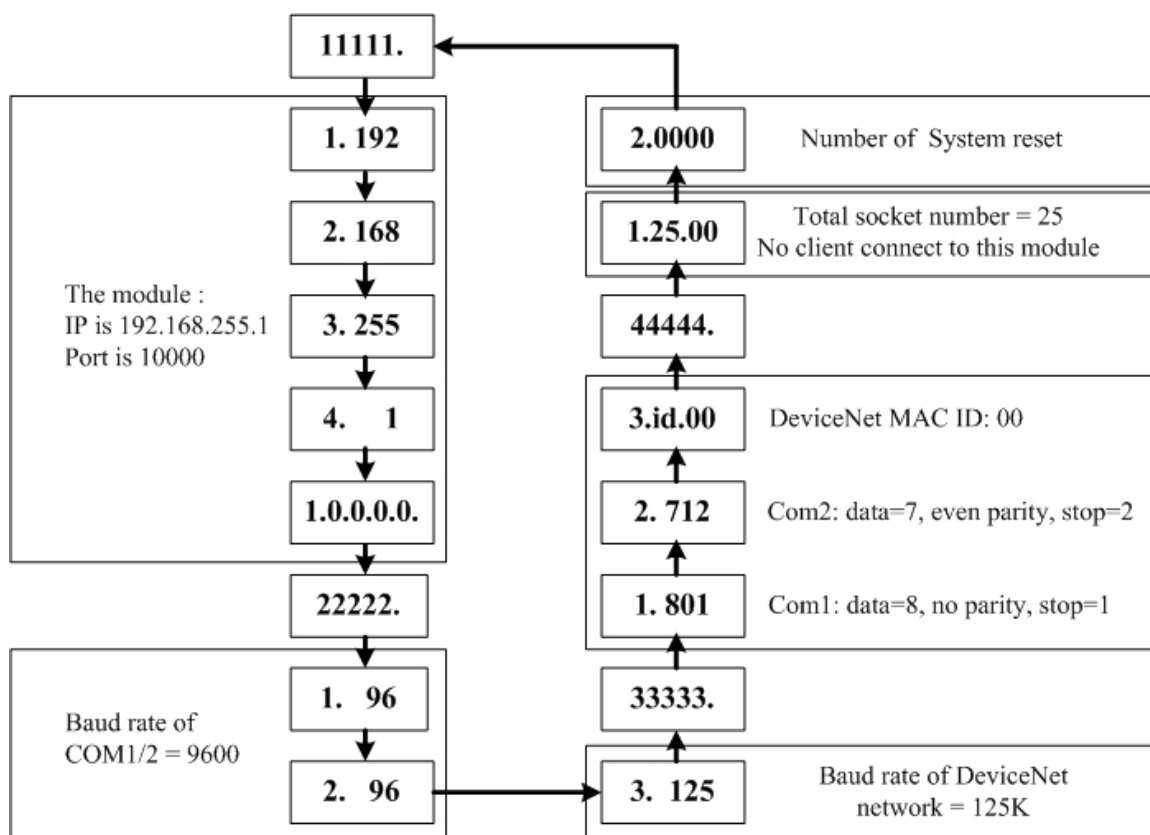 11111.
1. 192
2. 168
3. 255
4. 1
1.0.0.0.0.
The module :
IP is 192.168.255.1
Port is 10000
22222.
1. 96
2. 96
Baud rate of
COM1/2 = 9600
3. 125
Baud rate of DeviceNet
network = 125K
33333.
1. 801
Com1: data=8, no parity, stop=1
2. 712
Com2: data=7, even parity, stop=2
3.id.00
DeviceNet MAC ID: 00
44444.
1.25.00
Total socket number = 25
No client connect to this module
2.0000
Number of System reset